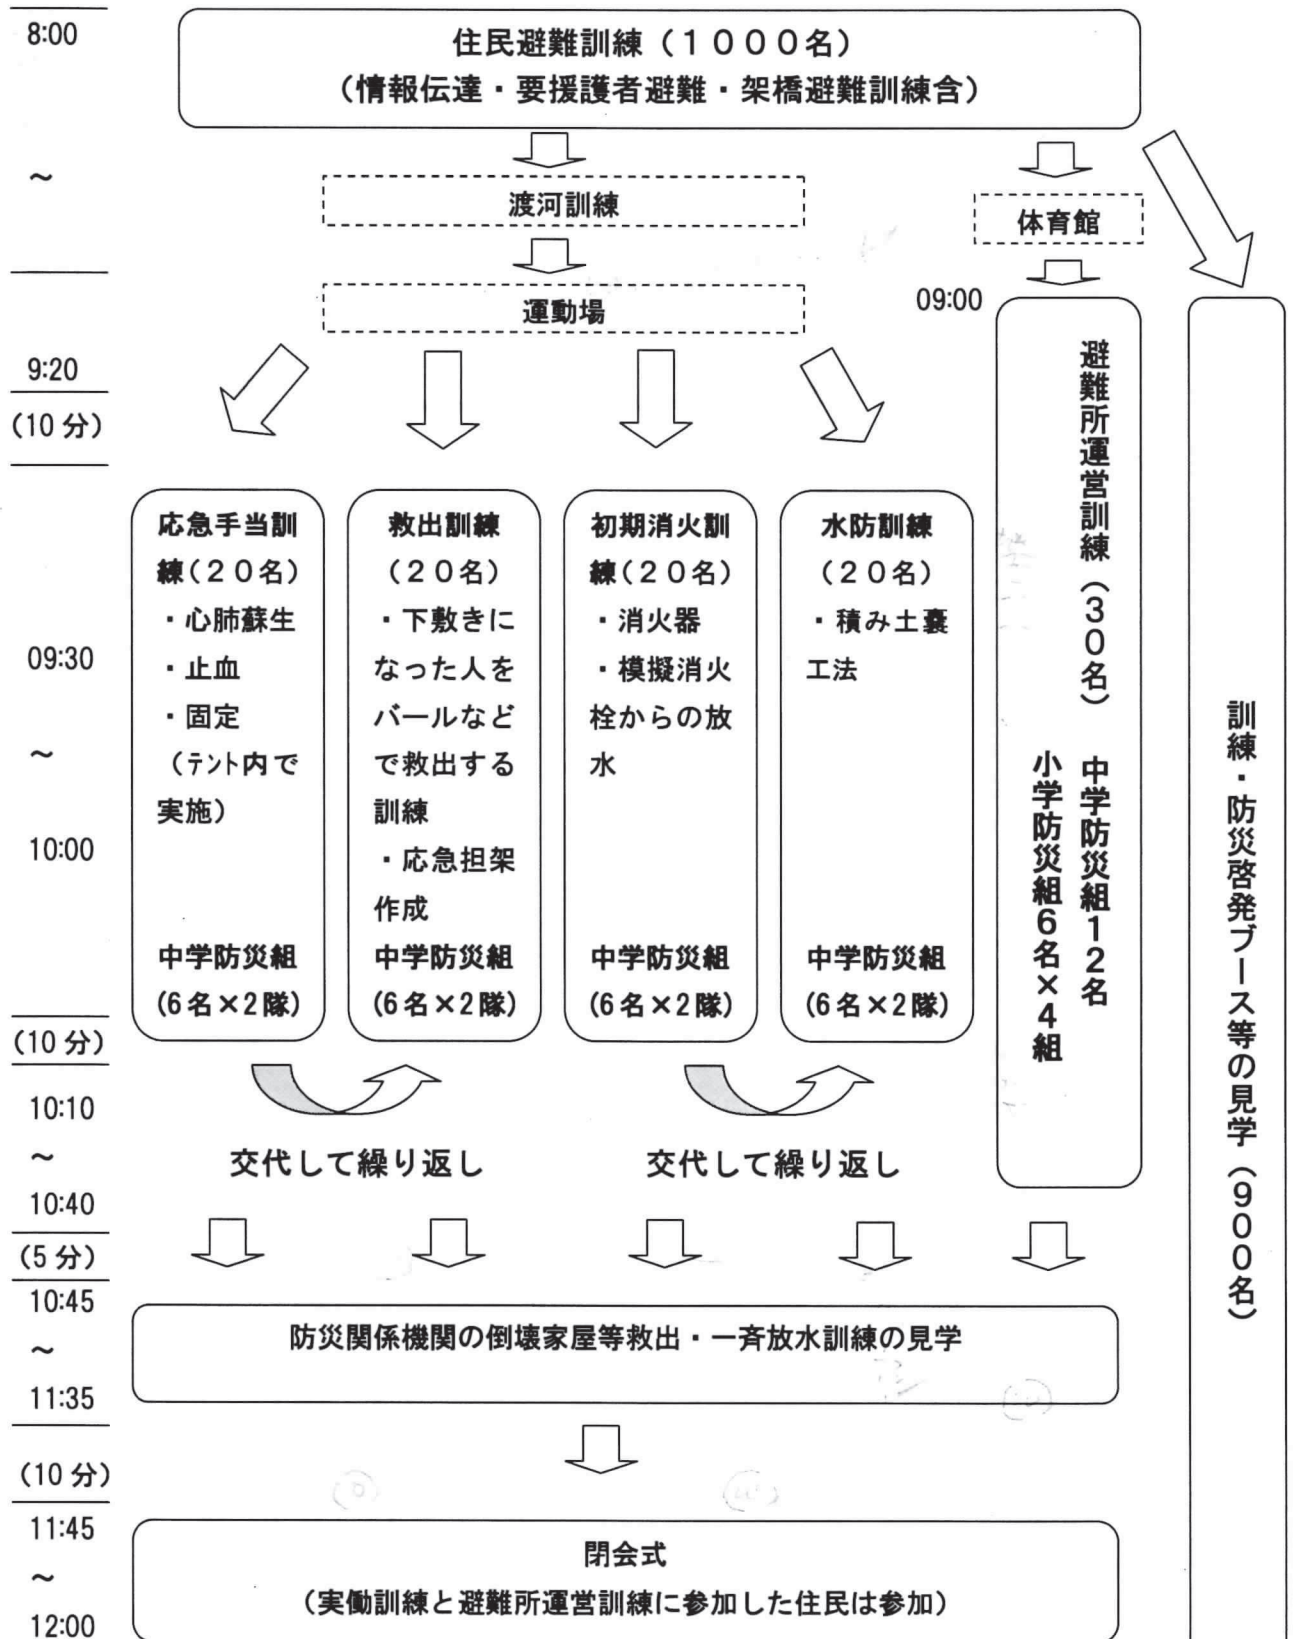 8:00
～
9:20
(10分)
09:30
～
10:00
(10分)
10:10
～
10:40
(5分)
10:45
～
11:35
(10分)
11:45
～
12:00
住民避難訓練（１０００名）
（情報伝達・要援護者避難・架橋避難訓練含）
渡河訓練
運動場
体育館
09:00
応急手当訓
練（２０名）
・心肺蘇生
・止血
・固定
（テント内で
実施）
中学防災組
(6名×2隊)
救出訓練
（２０名）
・下敷きに
なった人を
バールなど
で救出する
訓練
・応急担架
作成
中学防災組
(6名×2隊)
初期消火訓
練（２０名）
・消火器
・模擬消火
栓からの放
水
中学防災組
(6名×2隊)
水防訓練
（２０名）
・積み土嚢
工法
中学防災組
(6名×2隊)
避難所運営訓練（３０名）　中学防災組１２名
小学防災組６名×４組
訓練・防災啓発ブース等の見学（９００名）
交代して繰り返し
交代して繰り返し
防災関係機関の倒壊家屋等救出・一斉放水訓練の見学
閉会式
（実働訓練と避難所運営訓練に参加した住民は参加）